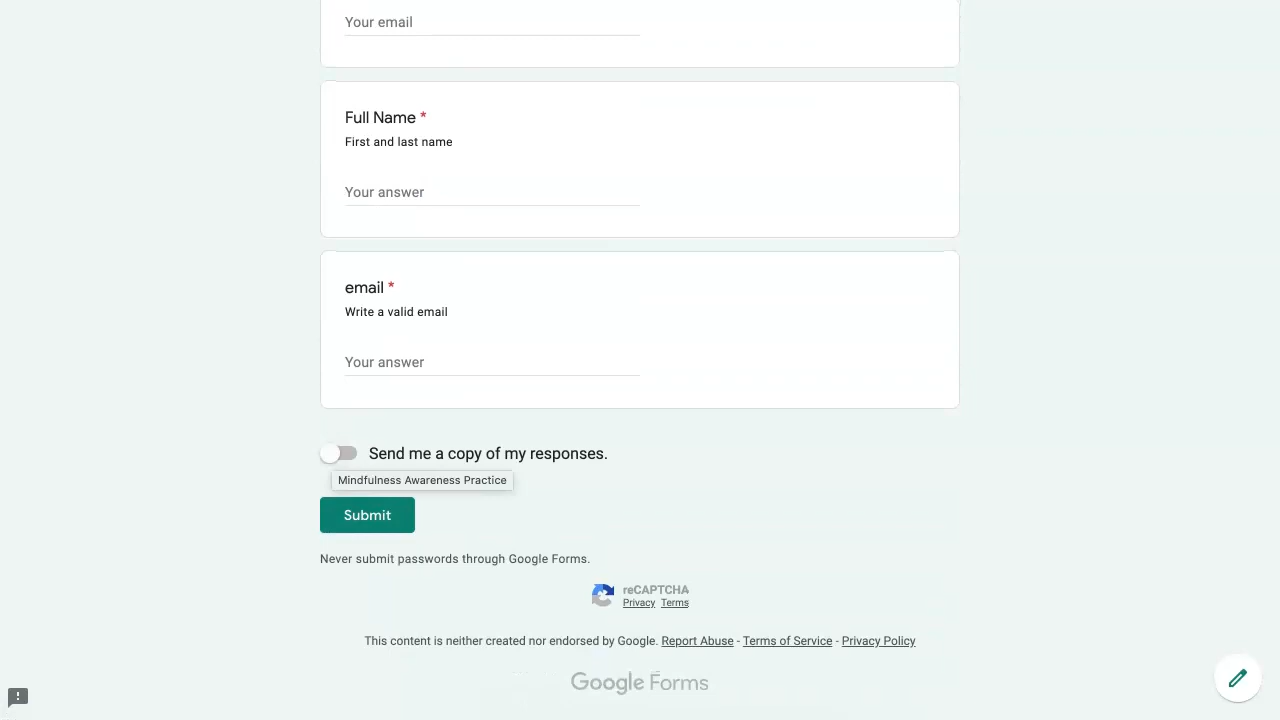 Your email
Full Name *
First and last name
Your answer
email *
Write a valid email
Your answer
Send me a copy of my responses.
Mindfulness Awareness Practice
Submit
Never submit passwords through Google Forms.
reCAPTCHA
Privacy Terms
This content is neither created nor endorsed by Google. Report Abuse - Terms of Service - Privacy Policy
Google Forms